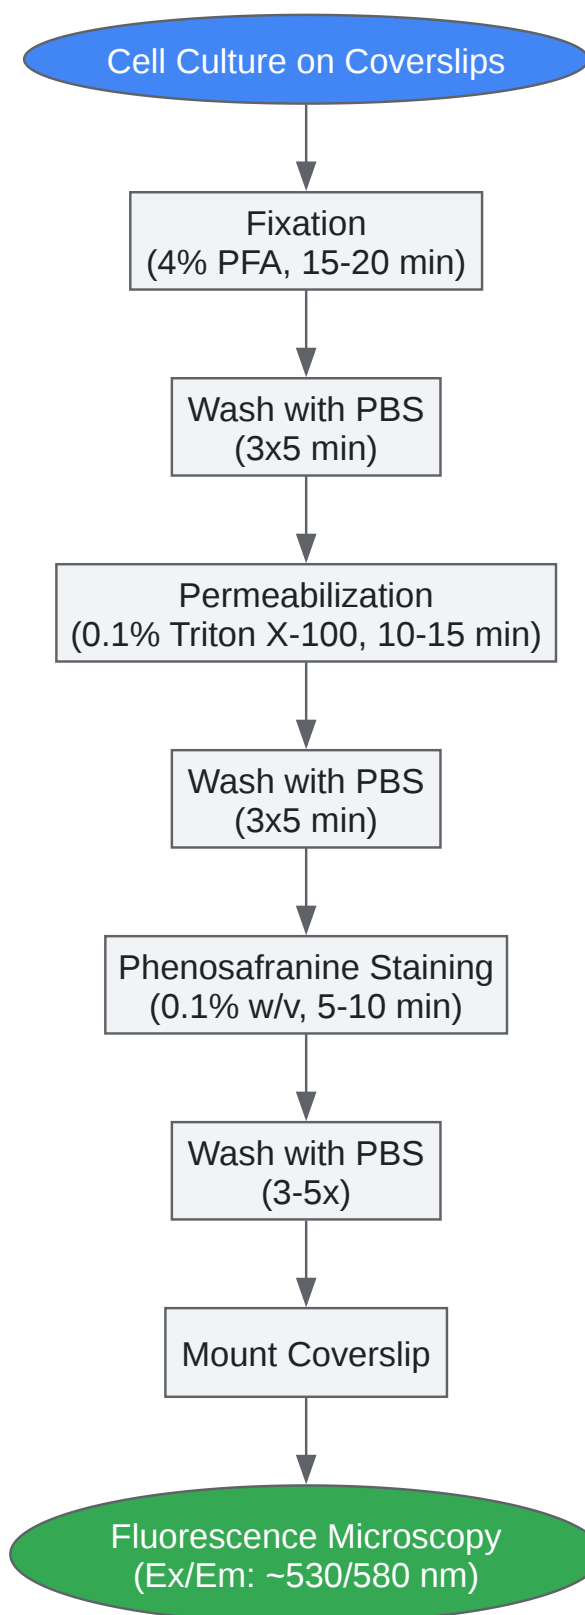 Cell Culture on Coverslips
Fixation
(4% PFA, 15-20 min)
Wash with PBS
(3x5 min)
Permeabilization
(0.1% Triton X-100, 10-15 min)
Wash with PBS
(3x5 min)
Phenosafranine Staining
(0.1% w/v, 5-10 min)
Wash with PBS
(3-5x)
Mount Coverslip
Fluorescence Microscopy
(Ex/Em: ~530/580 nm)